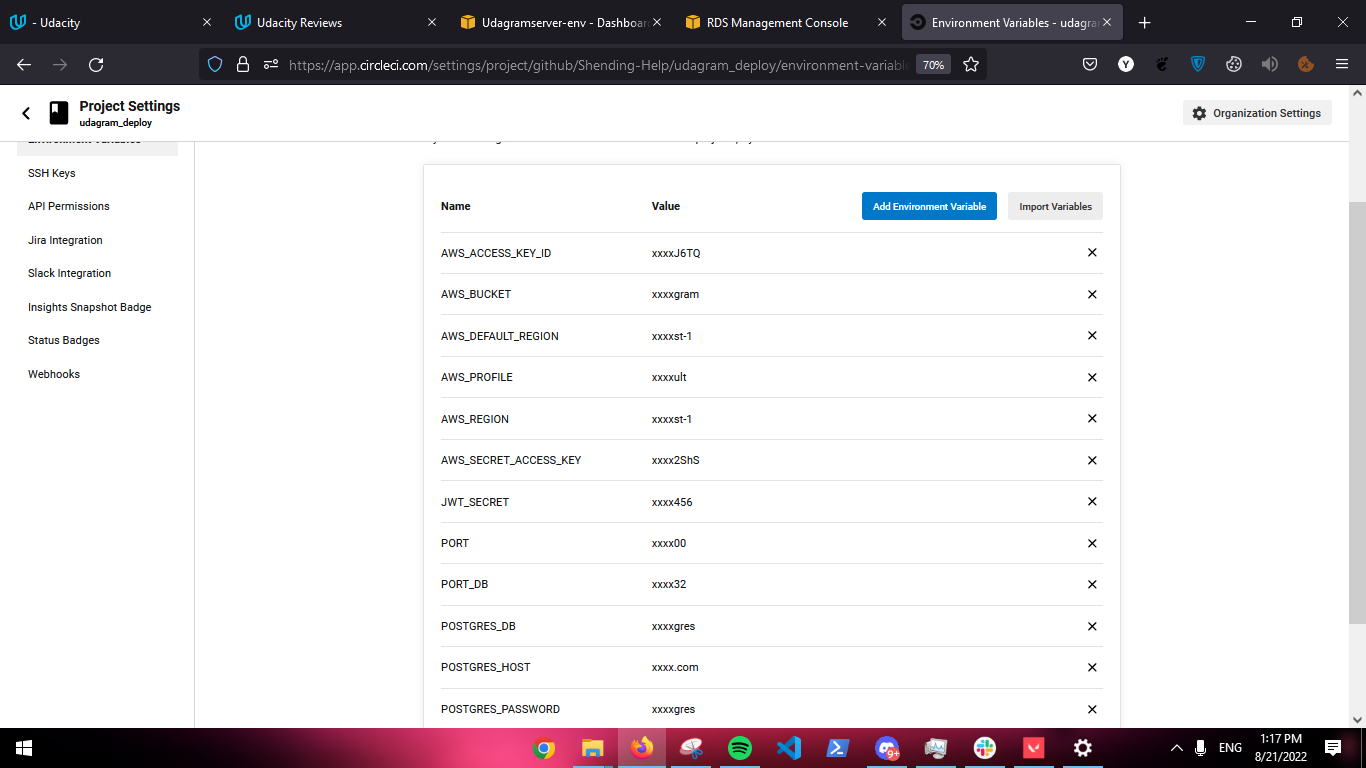 - Udacity
Udacity Reviews
Udagramserver-env - Dashboar
RDS Management Console
Environment Variables - udagra
https://app.circleci.com/settings/project/github/Shending-Help/udagram_deploy/environment-variable
70%
Project Settings
udagram_deploy
Organization Settings
Environment Variables
SSH Keys
API Permissions
Jira Integration
Slack Integration
Insights Snapshot Badge
Status Badges
Webhooks
Name Value Add Environment Variable Import Variables
AWS_ACCESS_KEY_ID xxxxJ6TQ
AWS_BUCKET xxxxgram
AWS_DEFAULT_REGION xxxxst-1
AWS_PROFILE xxxxult
AWS_REGION xxxxst-1
AWS_SECRET_ACCESS_KEY xxxx2ShS
JWT_SECRET xxxx456
PORT xxxx00
PORT_DB xxxx32
POSTGRES_DB xxxxgres
POSTGRES_HOST xxxx.com
POSTGRES_PASSWORD xxxxgres
9+
ENG
1:17 PM
8/21/2022